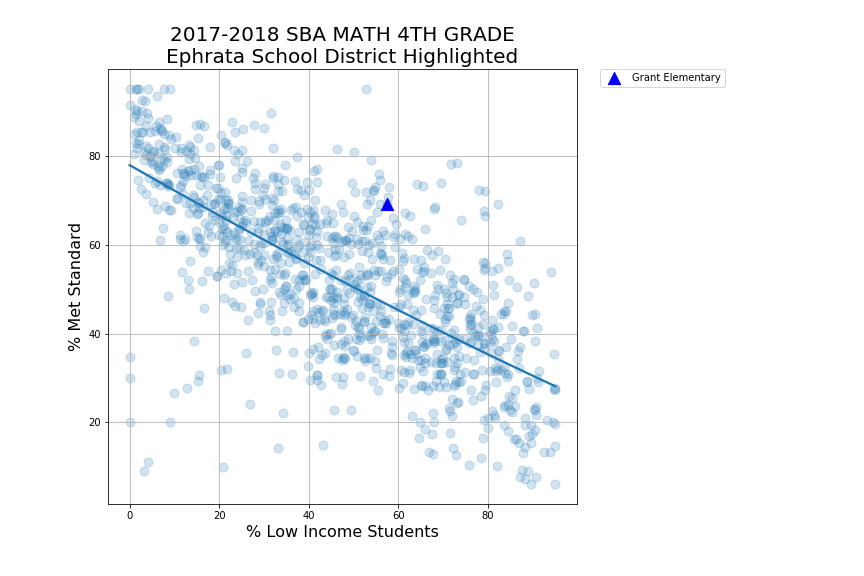 2017-2018 SBA MATH 4TH GRADE
Ephrata School District Highlighted
Grant Elementary
% Met Standard
80
60
40
20
0 20 40 60 80
% Low Income Students